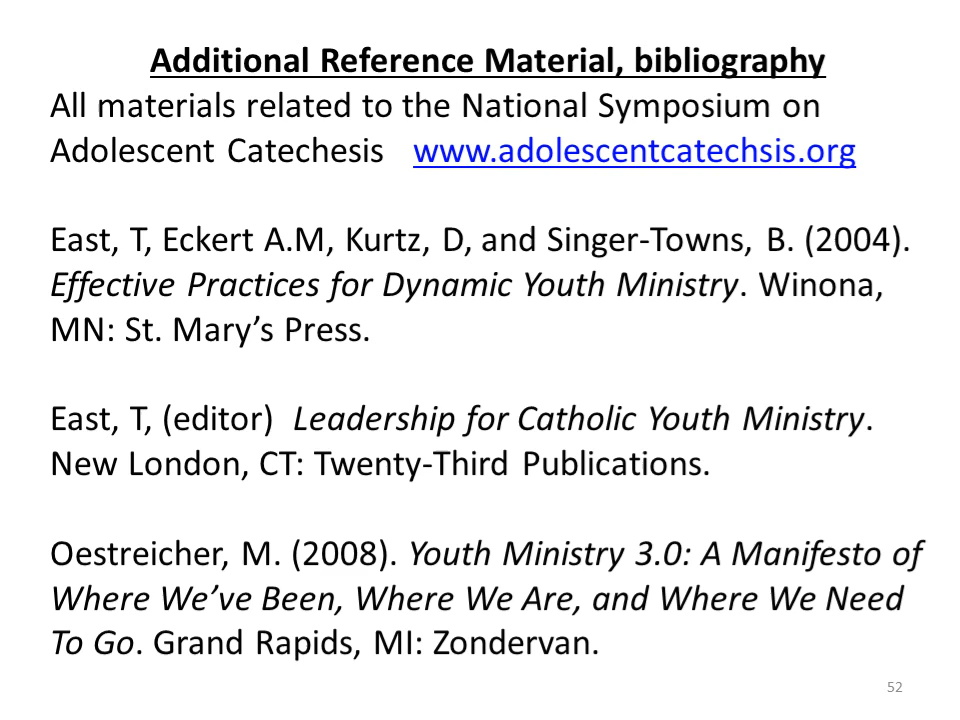 Additional Reference Material, bibliography
All materials related to the National Symposium on
Adolescent Catechesis www.adolescentcatechsis.org
East, T, Eckert A.M, Kurtz, D, and Singer-Towns, B. (2004).
Effective Practices for Dynamic Youth Ministry. Winona,
MN: St. Mary’s Press.
East, T, (editor) Leadership for Catholic Youth Ministry.
New London, CT: Twenty-Third Publications.
Oestreicher, M. (2008). Youth Ministry 3.0: A Manifesto of
Where We’ve Been, Where We Are, and Where We Need
To Go. Grand Rapids, MI: Zondervan.
52